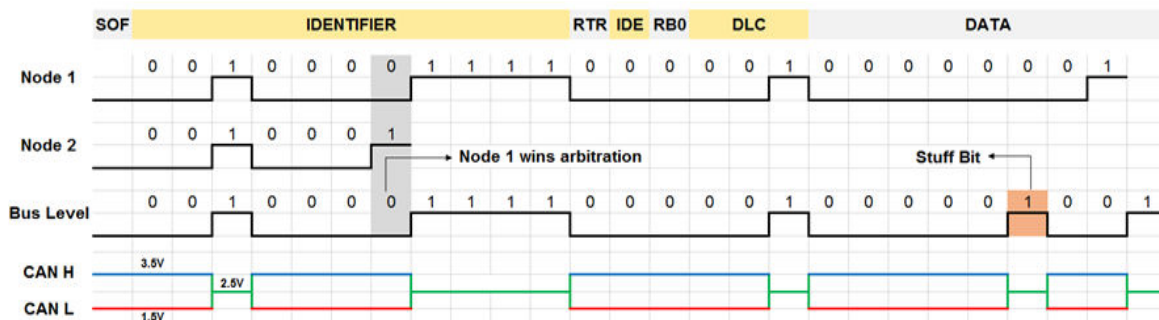 SOF IDENTIFIER RTR IDE RB0 DLC DATA
Node 1 0 0 1 0 0 0 0 1 1 1 1 0 0 0 0 0 1 0 0 0 0 0 0 0 1
Node 2 0 0 1 0 0 0 1
Node 1 wins arbitration Stuff Bit
Bus Level 0 0 1 0 0 0 0 1 1 1 1 0 0 0 0 0 1 0 0 0 0 0 1 0 0 1
3.5V
CAN H 2.5V
CAN L
1.5V